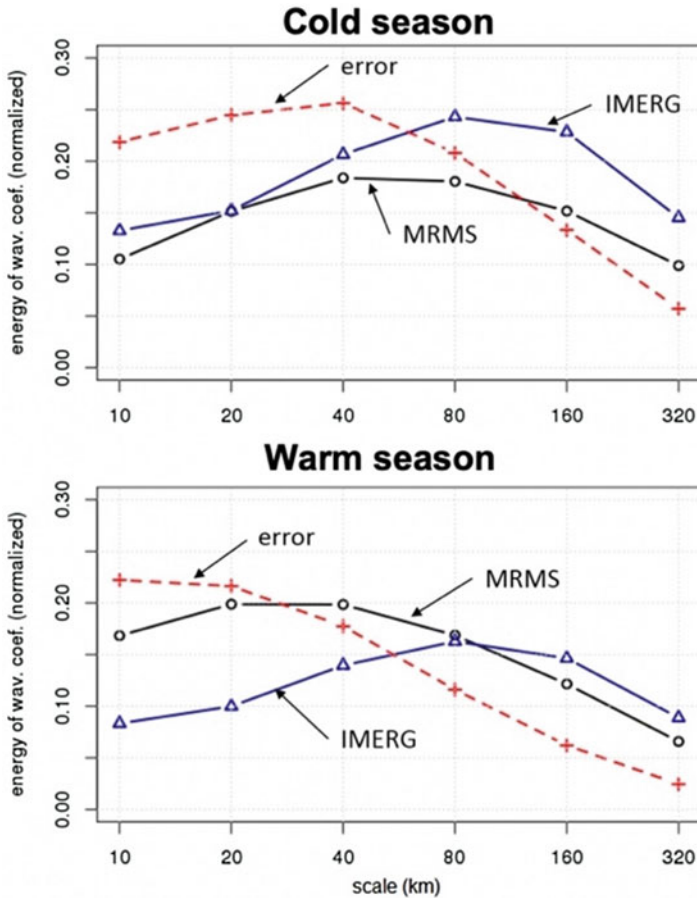 Cold season
energy of wav. coef. (normalized)
0.30
0.20
0.10
0.00
error
IMERG
MRMS
10 20 40 80 160 320
Warm season
energy of wav. coef. (normalized)
0.30
0.20
0.10
0.00
error
MRMS
IMERG
10 20 40 80 160 320
scale (km)